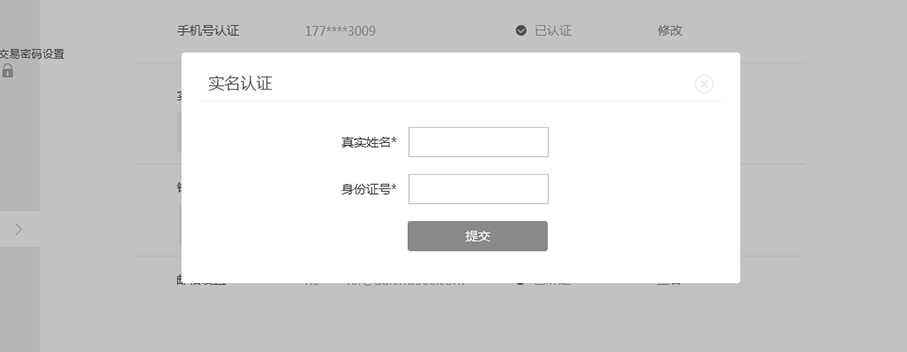 手机号认证 177****3009 已认证 修改
交易密码设置
实名认证
真实姓名*
身份证号*
提交